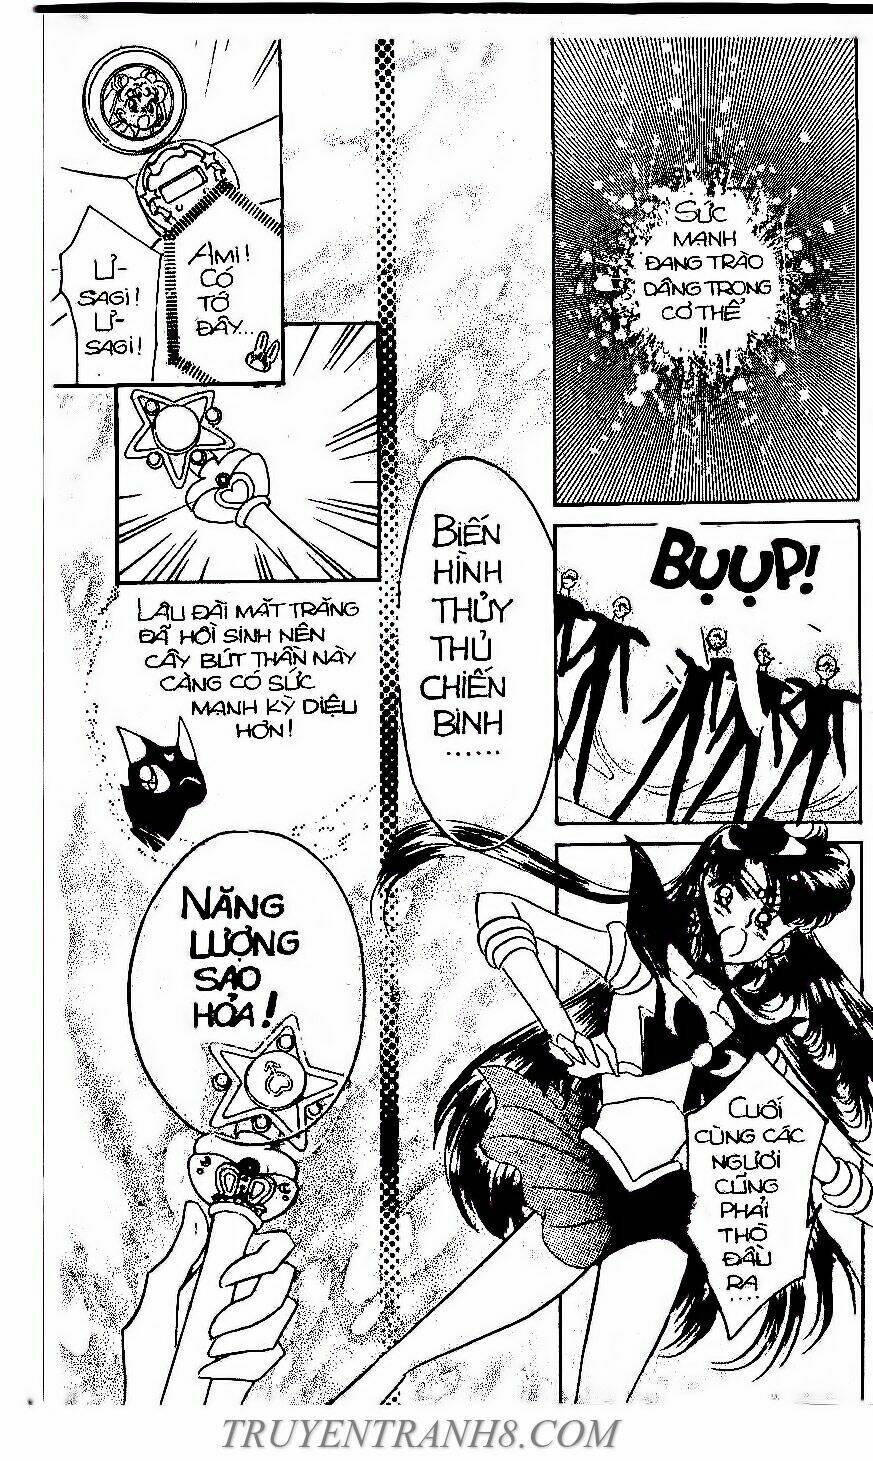 SỨC
MẠNH
ĐANG TRÀO
DÂNG TRONG
CƠ THỂ
!!
BỤỤP!
CUỐI
CÙNG CÁC
NGƯƠI
CŨNG
PHẢI
THÒ
ĐẦU
RA
....
BIẾN
HÌNH
THỦY
THỦ
CHIẾN
BINH
......
AMI!
CÓ
TỚ
ĐÂY...
Ư-
SAGI!
Ư-
SAGI!
LÂU ĐÀI MẶT TRĂNG
ĐÃ HỒI SINH NÊN
CÂY BÚT THẦN NÀY
CÀNG CÓ SỨC
MẠNH KỲ DIỆU
HƠN!
NĂNG
LƯỢNG
SAO
HỎA!
TRUYENTRANH8.COM